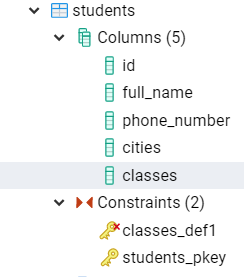 students
Columns (5)
id
full_name
phone_number
cities
classes
Constraints (2)
classes_def1
students_pkey